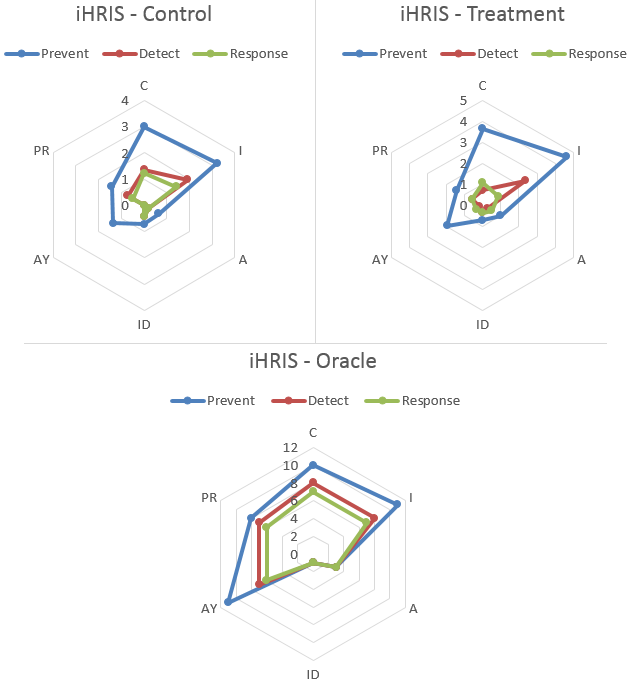 iHRIS - Control
Prevent Detect Response
C
4
3
2
1
0
I
A
ID
AY
PR
iHRIS - Treatment
Prevent Detect Response
C
5
4
3
2
1
0
I
A
ID
AY
PR
iHRIS - Oracle
Prevent Detect Response
C
12
10
8
6
4
2
0
I
A
ID
AY
PR